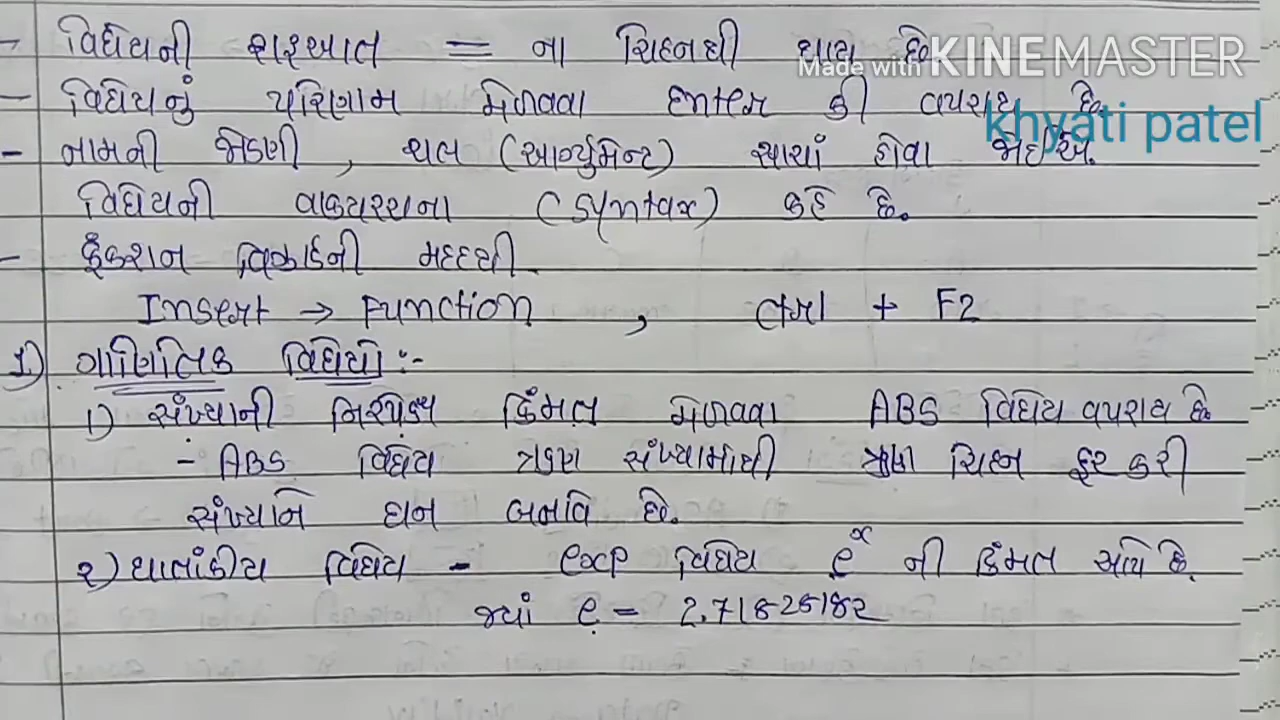 - વિધેયની શરૂઆત = ના ચિહ્નથી થાય છે.
Made with KINEMASTER
- વિધેયનું પરિણામ મેળવવા Enter કી વપરાય છે.
khyati patel
- નામની જોડણી, ચલ (આર્ગ્યુમેન્ટ) સાચાં હોવા જોઈએ.
વિધેયની વાક્યરચના (Syntax) કહે છે.
- ફંકશન વિઝાર્ડની મદદથી
Insert → Function , ctrl + F2
1) ગાણિતિક વિધેયો :-
1) સંખ્યાની નિરપેક્ષ કિંમત મેળવવા ABS વિધેય વપરાય છે.
- ABS વિધેય ઋણ સંખ્યામાંથી ઋણ ચિહ્ન દૂર કરી
સંખ્યાને ધન બનાવે છે.
૨) ઘાતાંકીય વિધેય - exp વિધેય e^x ની કિંમત આપે છે.
જ્યાં e = 2.71828182